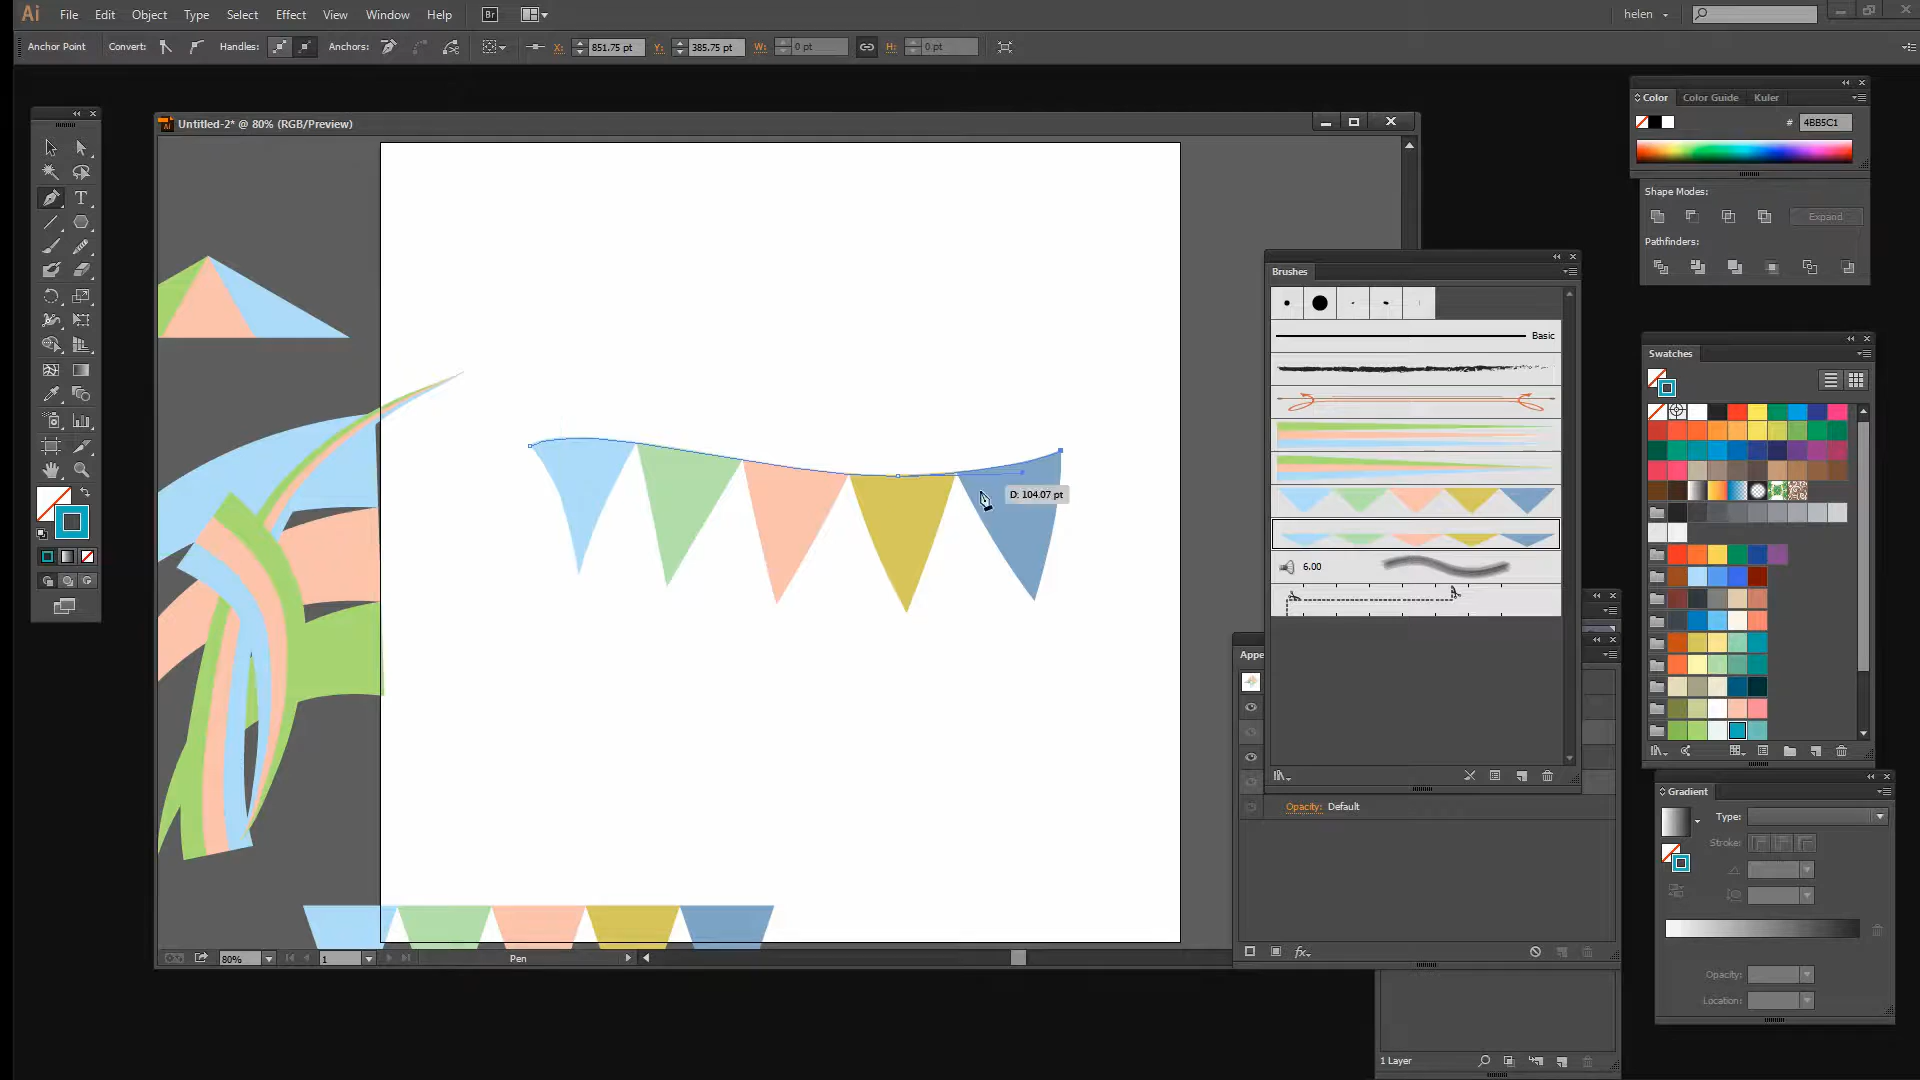 Ai File Edit Object Type Select Effect View Window Help Br helen
Anchor Point Convert: Handles: Anchors: X: 851.75 pt Y: 385.75 pt W: 0 pt H: 0 pt
Untitled-2* @ 80% (RGB/Preview)
Color Color Guide Kuler
# 4BB5C1
Shape Modes:
Expand
Pathfinders:
Brushes
Basic
6.00
D: 104.07 pt
Swatches
Appe
Opacity: Default
Gradient
Type:
Stroke:
Opacity:
Location:
80% 1 Pen
1 Layer